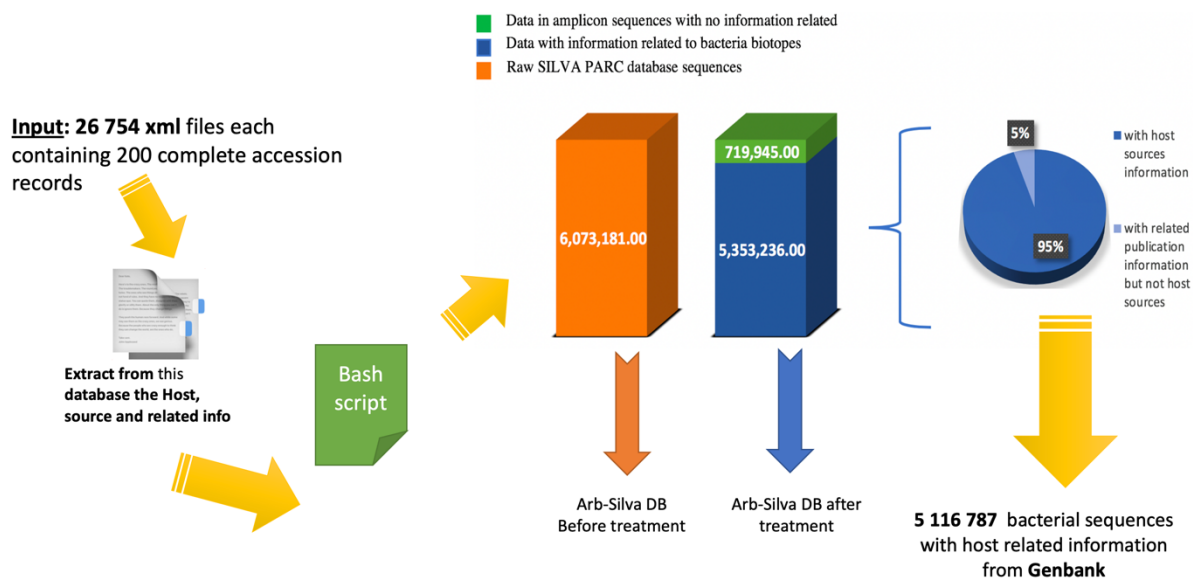 Data in amplicon sequences with no information related
Data with information related to bacteria biotopes
Raw SILVA PARC database sequences
Input: 26 754 xml files each
containing 200 complete accession
records
Extract from this
database the Host,
source and related info
Bash
script
6,073,181.00
719,945.00
5,353,236.00
Arb-Silva DB
Before treatment
Arb-Silva DB after
treatment
5%
95%
with host
sources
information
with related
publication
information
but not host
sources
5 116 787 bacterial sequences
with host related information
from Genbank